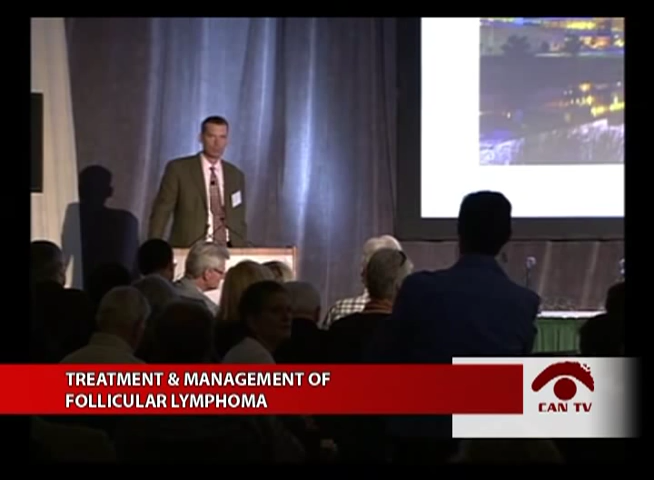 TREATMENT & MANAGEMENT OF
FOLLICULAR LYMPHOMA
CAN TV